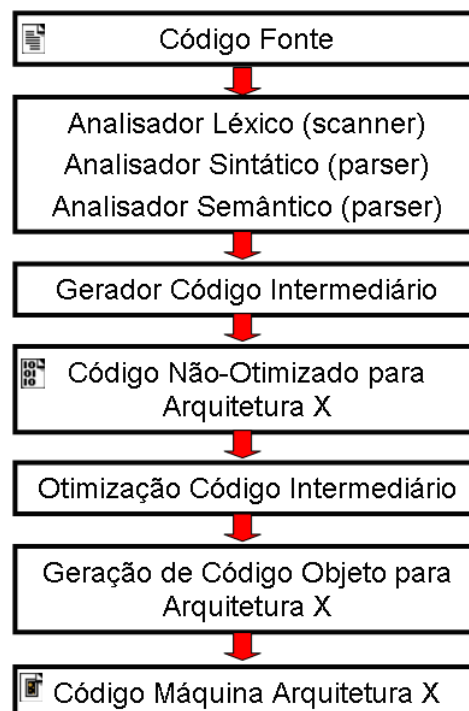 Código Fonte
Analisador Léxico (scanner)
Analisador Sintático (parser)
Analisador Semântico (parser)
Gerador Código Intermediário
Código Não-Otimizado para
Arquitetura X
Otimização Código Intermediário
Geração de Código Objeto para
Arquitetura X
Código Máquina Arquitetura X